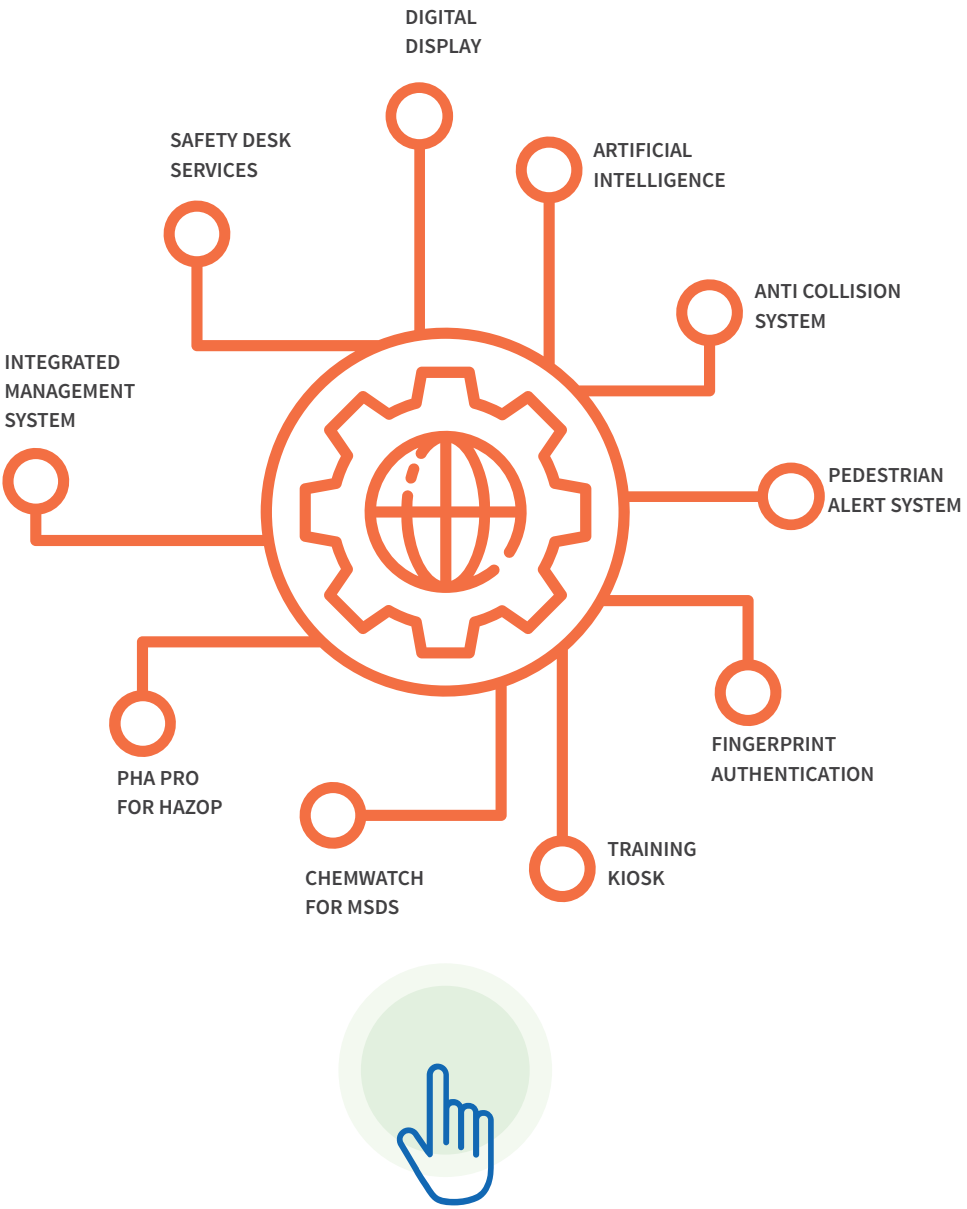 DIGITAL
DISPLAY
SAFETY DESK
SERVICES
ARTIFICIAL
INTELLIGENCE
ANTI COLLISION
SYSTEM
INTEGRATED
MANAGEMENT
SYSTEM
PEDESTRIAN
ALERT SYSTEM
FINGERPRINT
AUTHENTICATION
PHA PRO
FOR HAZOP
TRAINING
KIOSK
CHEMWATCH
FOR MSDS